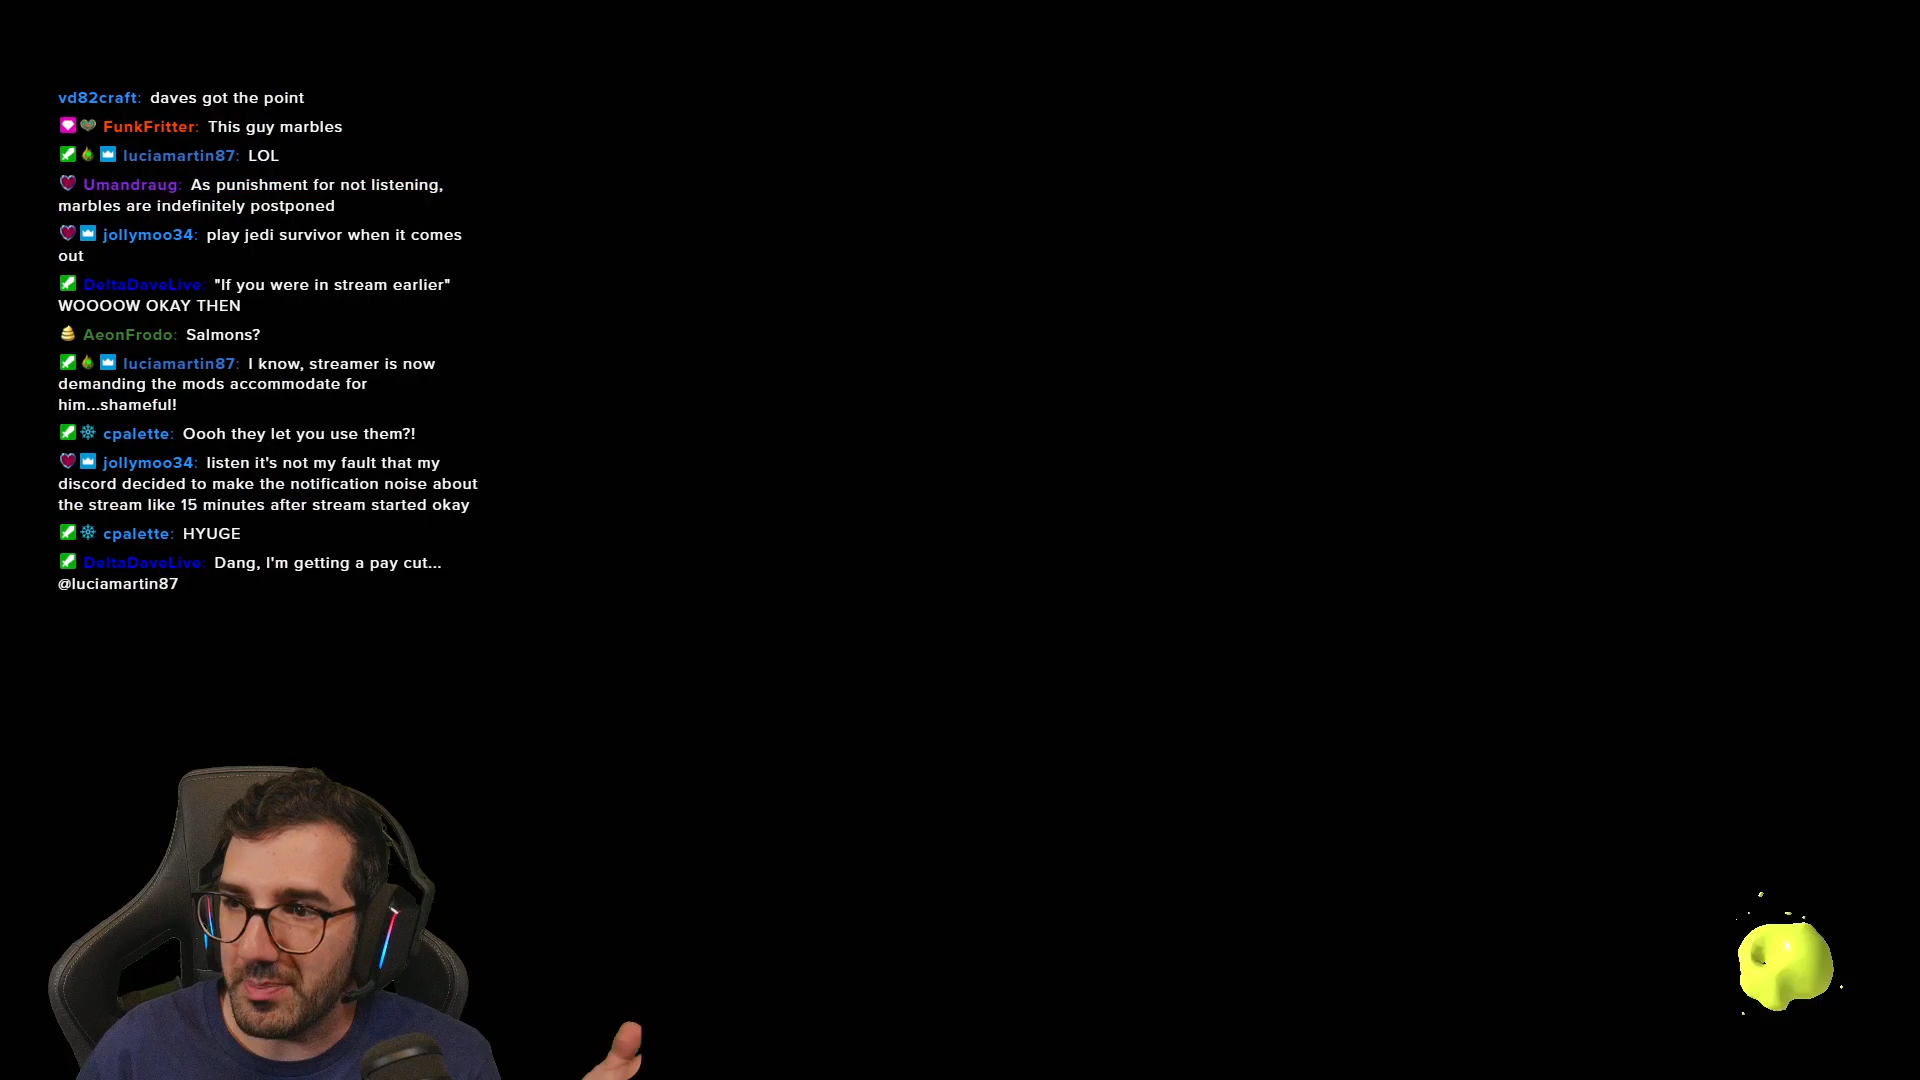 vd82craft: daves got the point
FunkFritter: This guy marbles
luciamartin87: LOL
Umandraug: As punishment for not listening,
marbles are indefinitely postponed
jollymoo34: play jedi survivor when it comes
out
DeltaDaveLive: "If you were in stream earlier"
WOOOOW OKAY THEN
AeonFrodo: Salmons?
luciamartin87: I know, streamer is now
demanding the mods accommodate for
him...shameful!
cpalette: Oooh they let you use them?!
jollymoo34: listen it's not my fault that my
discord decided to make the notification noise about
the stream like 15 minutes after stream started okay
cpalette: HYUGE
DeltaDaveLive: Dang, I'm getting a pay cut...
@luciamartin87